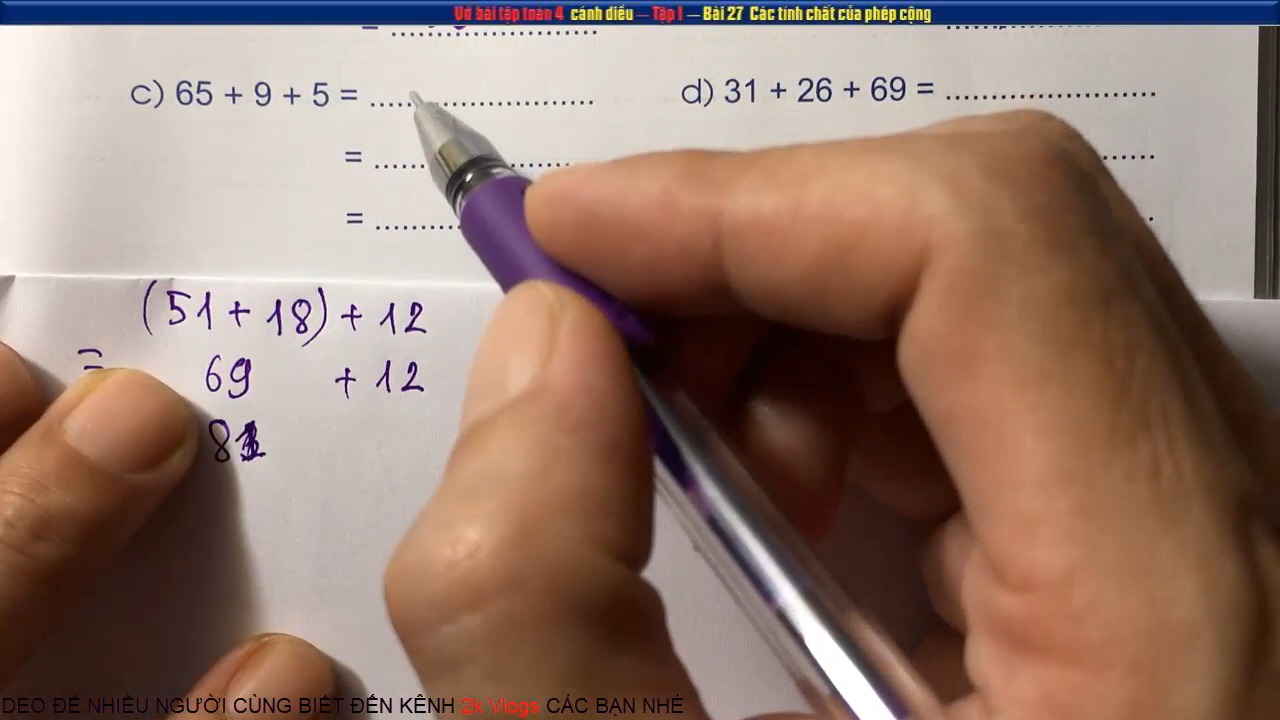 Vở bài tập toán 4 cánh diều – Tập 1 – Bài 27 Các tính chất của phép cộng
= ..............................
c) 65 + 9 + 5 = ..............................
=
=
d) 31 + 26 + 69 = ..............................
(51 + 18) + 12
= 69 + 12
81
DEO ĐỂ NHIỀU NGƯỜI CÙNG BIẾT ĐẾN KÊNH 2k Vlogs CÁC BẠN NHÉ